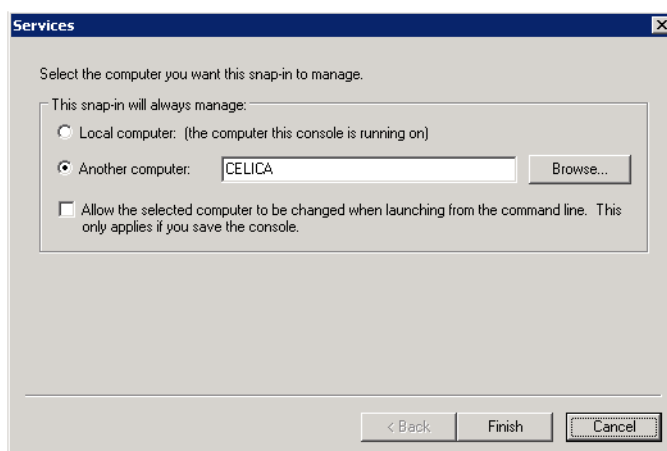 Services
Select the computer you want this snap-in to manage.
This snap-in will always manage:
Local computer: (the computer this console is running on)
Another computer: CELICA Browse...
Allow the selected computer to be changed when launching from the command line. This
only applies if you save the console.
< Back Finish Cancel